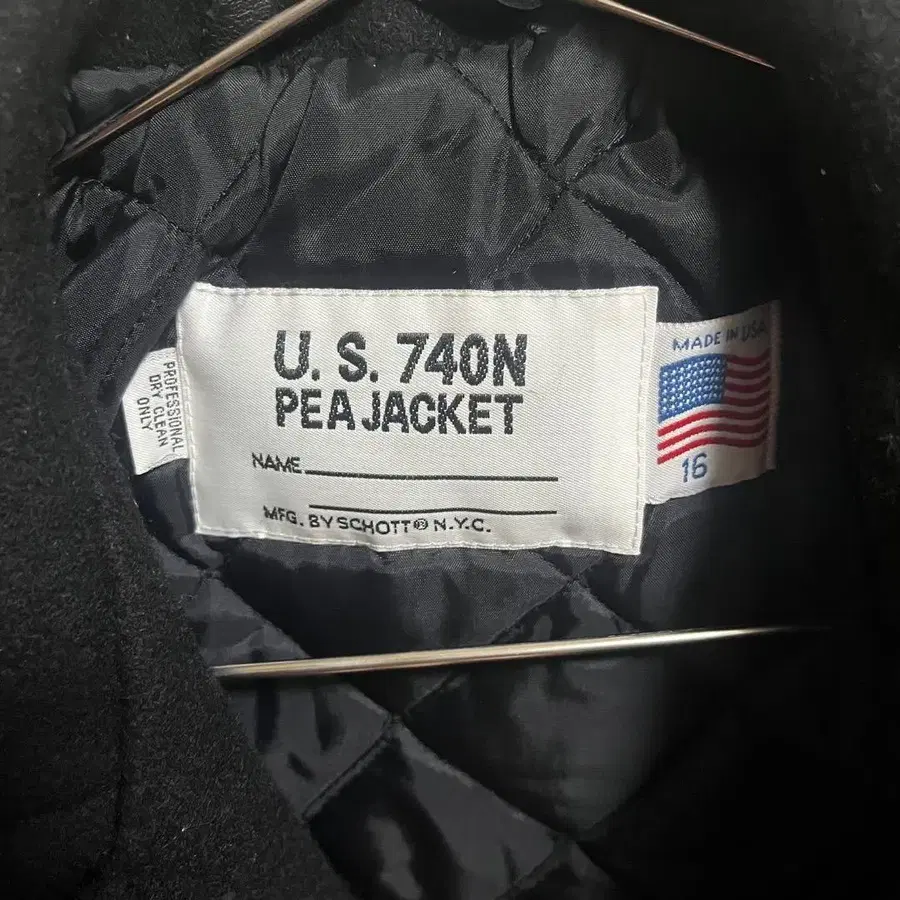 U. S. 740N
PEA JACKET
NAME
MFG. BY SCHOTT® N.Y.C.
PROFESSIONAL
DRY CLEAN
ONLY
MADE IN USA
16